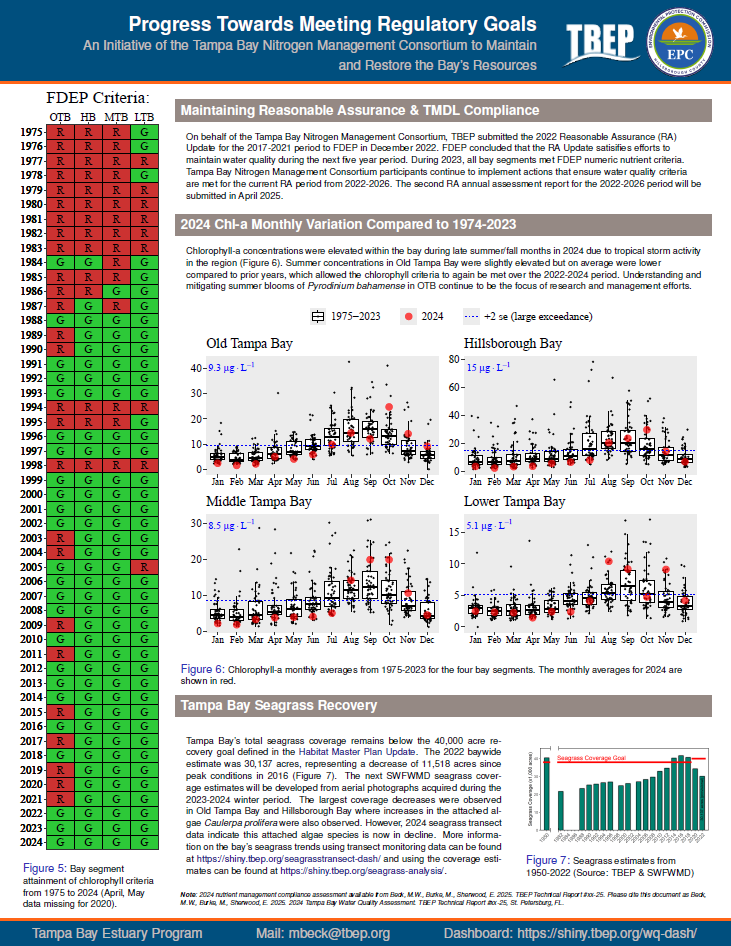 Progress Towards Meeting Regulatory Goals
An Initiative of the Tampa Bay Nitrogen Management Consortium to Maintain
and Restore the Bay's Resources
TBEP
ENVIRONMENTAL PROTECTION COMMISSION
EPC
HILLSBOROUGH COUNTY
FDEP Criteria:
OTB HB MTB LTB
1975 R R R G
1976 R R R G
1977 R R R R
1978 R R R G
1979 R R R R
1980 R R R R
1981 R R R R
1982 R R R R
1983 R R R R
1984 G G R G
1985 R R R G
1986 R R G G
1987 R G R G
1988 G G G G
1989 R G G G
1990 R G G G
1991 G G G G
1992 G G G G
1993 G G G G
1994 R R R R
1995 R R R G
1996 G G G G
1997 G G G G
1998 R R R R
1999 G G G G
2000 G G G G
2001 G G G G
2002 G G G G
2003 R G G G
2004 R G G G
2005 G G G R
2006 G G G G
2007 G G G G
2008 G G G G
2009 R G G G
2010 G G G G
2011 R G G G
2012 G G G G
2013 G G G G
2014 G G G G
2015 R G G G
2016 G G G G
2017 R G G G
2018 G G G G
2019 R G G G
2020 R G G G
2021 R G G G
2022 G G G G
2023 G G G G
2024 G G G G
Figure 5: Bay segment
attainment of chlorophyll criteria
from 1975 to 2024 (April, May
data missing for 2020).
Maintaining Reasonable Assurance & TMDL Compliance
On behalf of the Tampa Bay Nitrogen Management Consortium, TBEP submitted the 2022 Reasonable Assurance (RA)
Update for the 2017-2021 period to FDEP in December 2022. FDEP concluded that the RA Update satisifies efforts to
maintain water quality during the next five year period. During 2023, all bay segments met FDEP numeric nutrient criteria.
Tampa Bay Nitrogen Management Consortium participants continue to implement actions that ensure water quality criteria
are met for the current RA period from 2022-2026. The second RA annual assessment report for the 2022-2026 period will be
submitted in April 2025.
2024 Chl-a Monthly Variation Compared to 1974-2023
Chlorophyll-a concentrations were elevated within the bay during late summer/fall months in 2024 due to tropical storm activity
in the region (Figure 6). Summer concentrations in Old Tampa Bay were slightly elevated but on average were lower
compared to prior years, which allowed the chlorophyll criteria to again be met over the 2022-2024 period. Understanding and
mitigating summer blooms of Pyrodinium bahamense in OTB continue to be the focus of research and management efforts.
1975–2023 2024 +2 se (large exceedance)
Old Tampa Bay
9.3 µg · L⁻¹
40
30
20
10
0
Jan Feb Mar Apr May Jun Jul Aug Sep Oct Nov Dec
Hillsborough Bay
15 µg · L⁻¹
80
60
40
20
0
Jan Feb Mar Apr May Jun Jul Aug Sep Oct Nov Dec
Middle Tampa Bay
8.5 µg · L⁻¹
30
20
10
0
Jan Feb Mar Apr May Jun Jul Aug Sep Oct Nov Dec
Lower Tampa Bay
5.1 µg · L⁻¹
15
10
5
0
Jan Feb Mar Apr May Jun Jul Aug Sep Oct Nov Dec
Figure 6: Chlorophyll-a monthly averages from 1975-2023 for the four bay segments. The monthly averages for 2024 are
shown in red.
Tampa Bay Seagrass Recovery
Tampa Bay's total seagrass coverage remains below the 40,000 acre re-
covery goal defined in the Habitat Master Plan Update. The 2022 baywide
estimate was 30,137 acres, representing a decrease of 11,518 acres since
peak conditions in 2016 (Figure 7). The next SWFWMD seagrass cover-
age estimates will be developed from aerial photographs acquired during the
2023-2024 winter period. The largest coverage decreases were observed
in Old Tampa Bay and Hillsborough Bay where increases in the attached al-
gae Caulerpa prolifera were also observed. However, 2024 seagrass transect
data indicate this attached algae species is now in decline. More informa-
tion on the bay's seagrass trends using transect monitoring data can be found
at https://shiny.tbep.org/seagrasstransect-dash/ and using the coverage esti-
mates can be found at https://shiny.tbep.org/seagrass-analysis/.
Seagrass Coverage Goal
Seagrass Coverage (x1,000 acres)
Figure 7: Seagrass estimates from
1950-2022 (Source: TBEP & SWFWMD)
Note: 2024 nutrient management compliance assessment available from Beck, M.W., Burke, M., Sherwood, E. 2025. TBEP Technical Report #xx-25. Please cite this document as Beck,
M.W., Burke, M., Sherwood, E. 2025. 2024 Tampa Bay Water Quality Assessment. TBEP Technical Report #xx-25, St. Petersburg, FL.
Tampa Bay Estuary Program
Mail: mbeck@tbep.org
Dashboard: https://shiny.tbep.org/wq-dash/